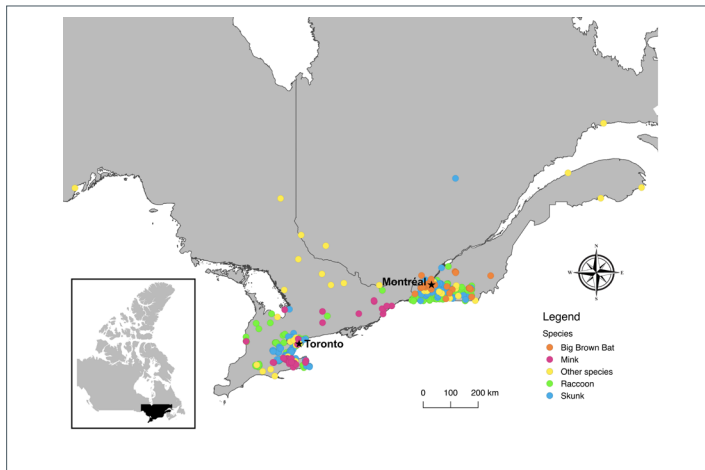 Montréal
Toronto
N
W
E
S
Legend
Species
Big Brown Bat
Mink
Other species
Raccoon
Skunk
0 100 200 km